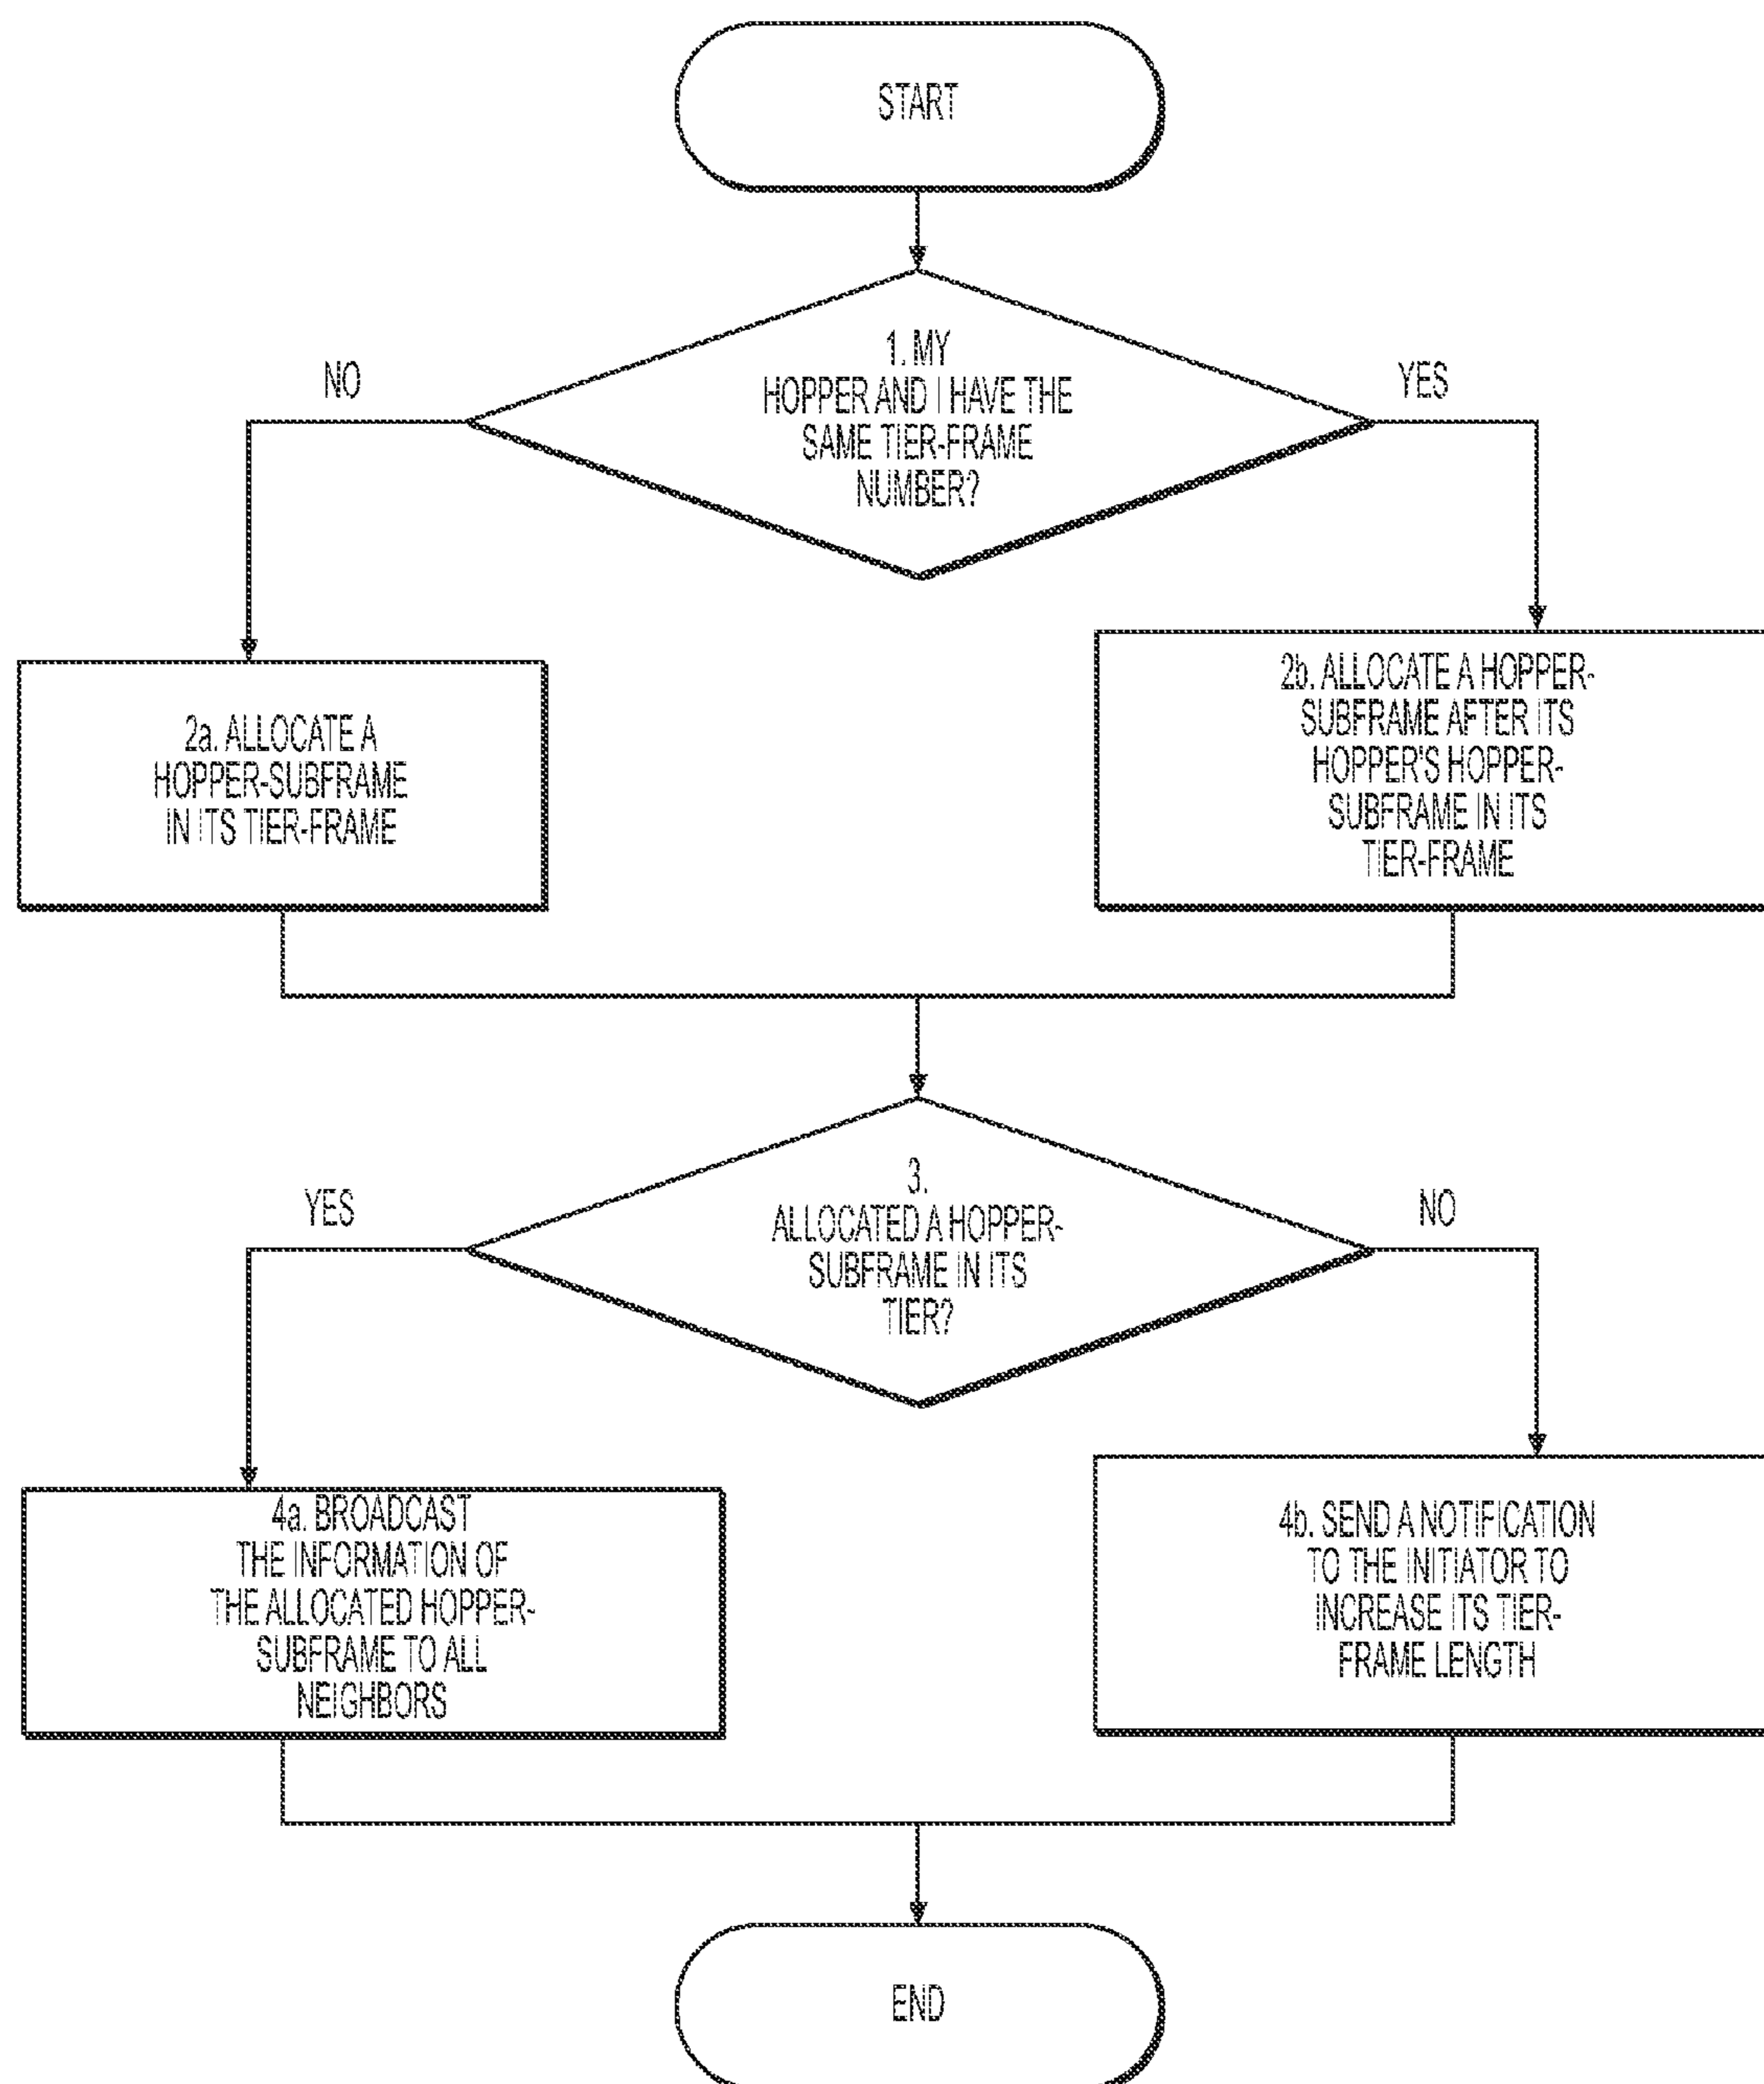 START
1. MY
HOPPER AND I HAVE THE
SAME TIER-FRAME
NUMBER?
NO
YES
2a. ALLOCATE A
HOPPER-SUBFRAME
IN ITS TIER-FRAME
2b. ALLOCATE A HOPPER-
SUBFRAME AFTER ITS
HOPPER'S HOPPER-
SUBFRAME IN ITS
TIER-FRAME
3.
ALLOCATED A HOPPER-
SUBFRAME IN ITS
TIER?
YES
NO
4a. BROADCAST
THE INFORMATION OF
THE ALLOCATED HOPPER-
SUBFRAME TO ALL
NEIGHBORS
4b. SEND A NOTIFICATION
TO THE INITIATOR TO
INCREASE ITS TIER-
FRAME LENGTH
END